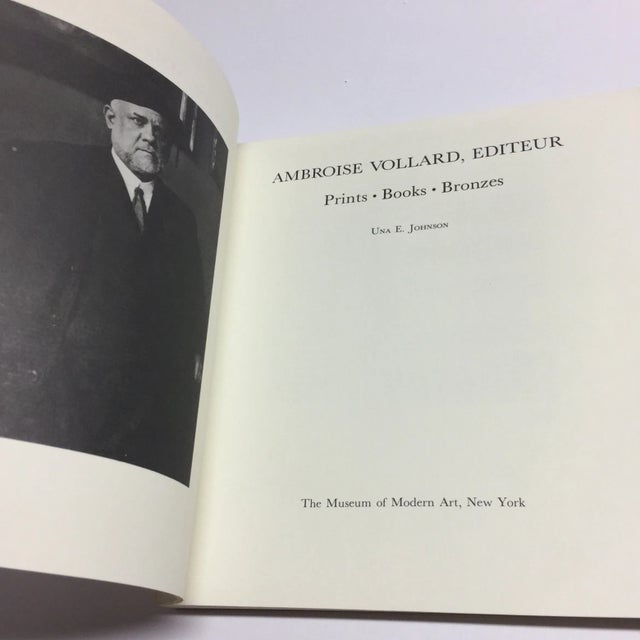 AMBROISE VOLLARD, EDITEUR
Prints • Books • Bronzes
UNA E. JOHNSON
The Museum of Modern Art, New York